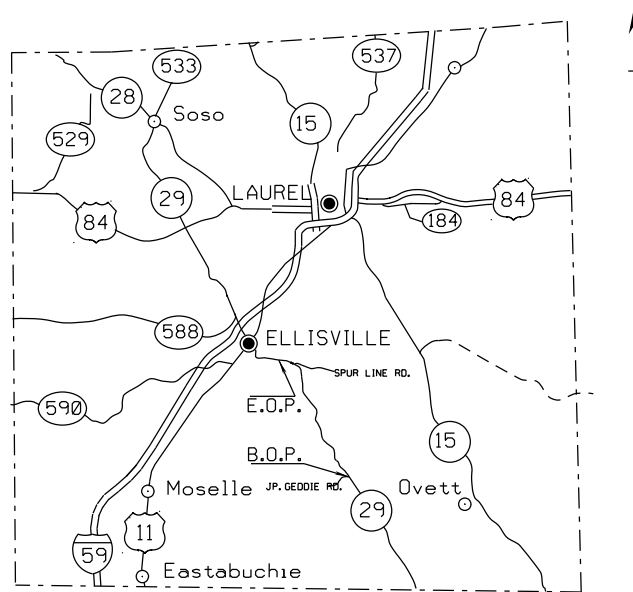 537
533
28
Soso
15
529
LAUREL
29
84
84
184
588
ELLISVILLE
SPUR LINE RD.
590
E.O.P.
15
B.O.P.
Moselle
JP. GEDDIE RD.
Ovett
29
11
59
Eastabuchie